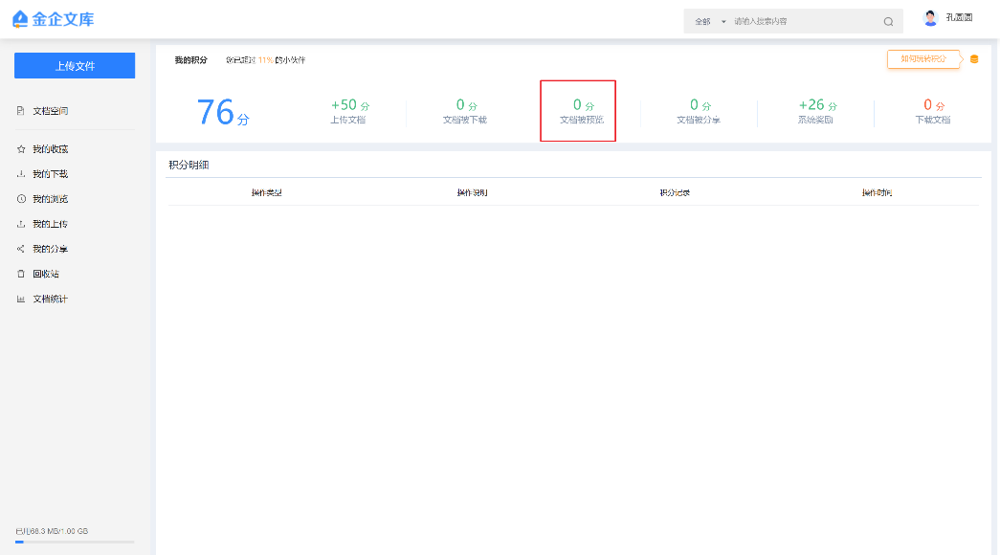 金企文库
全部 请输入搜索内容
孔圆圆
上传文件
文档空间
我的收藏
我的下载
我的浏览
我的上传
我的分享
回收站
文档统计
已用68.3 MB/1.00 GB
我的积分 您已超过 11% 的小伙伴
如何玩转积分
76分
+50 分
上传文档
0 分
文档被下载
0 分
文档被预览
0 分
文档被分享
+26 分
系统奖励
0 分
下载文档
积分明细
操作类型 操作说明 积分记录 操作时间